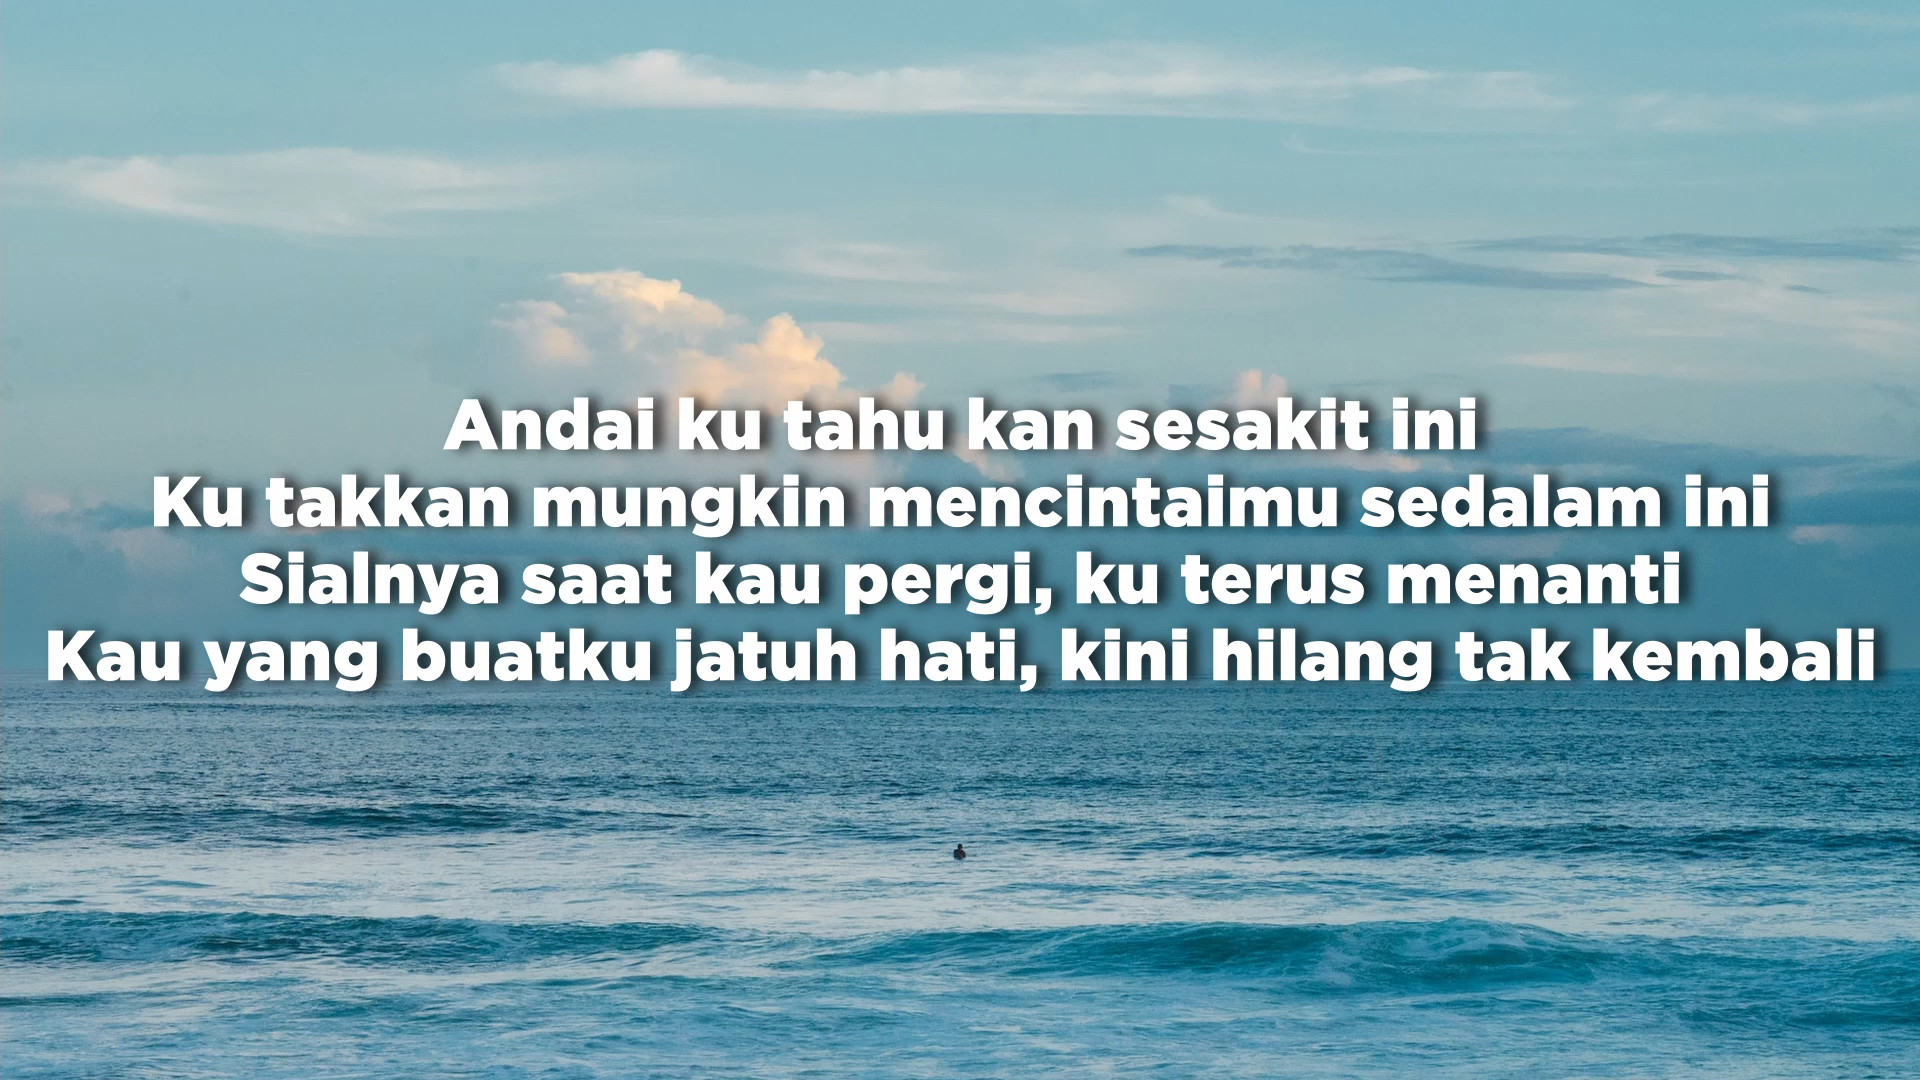 Andai ku tahu kan sesakit ini
Ku takkan mungkin mencintaimu sedalam ini
Sialnya saat kau pergi, ku terus menanti
Kau yang buatku jatuh hati, kini hilang tak kembali